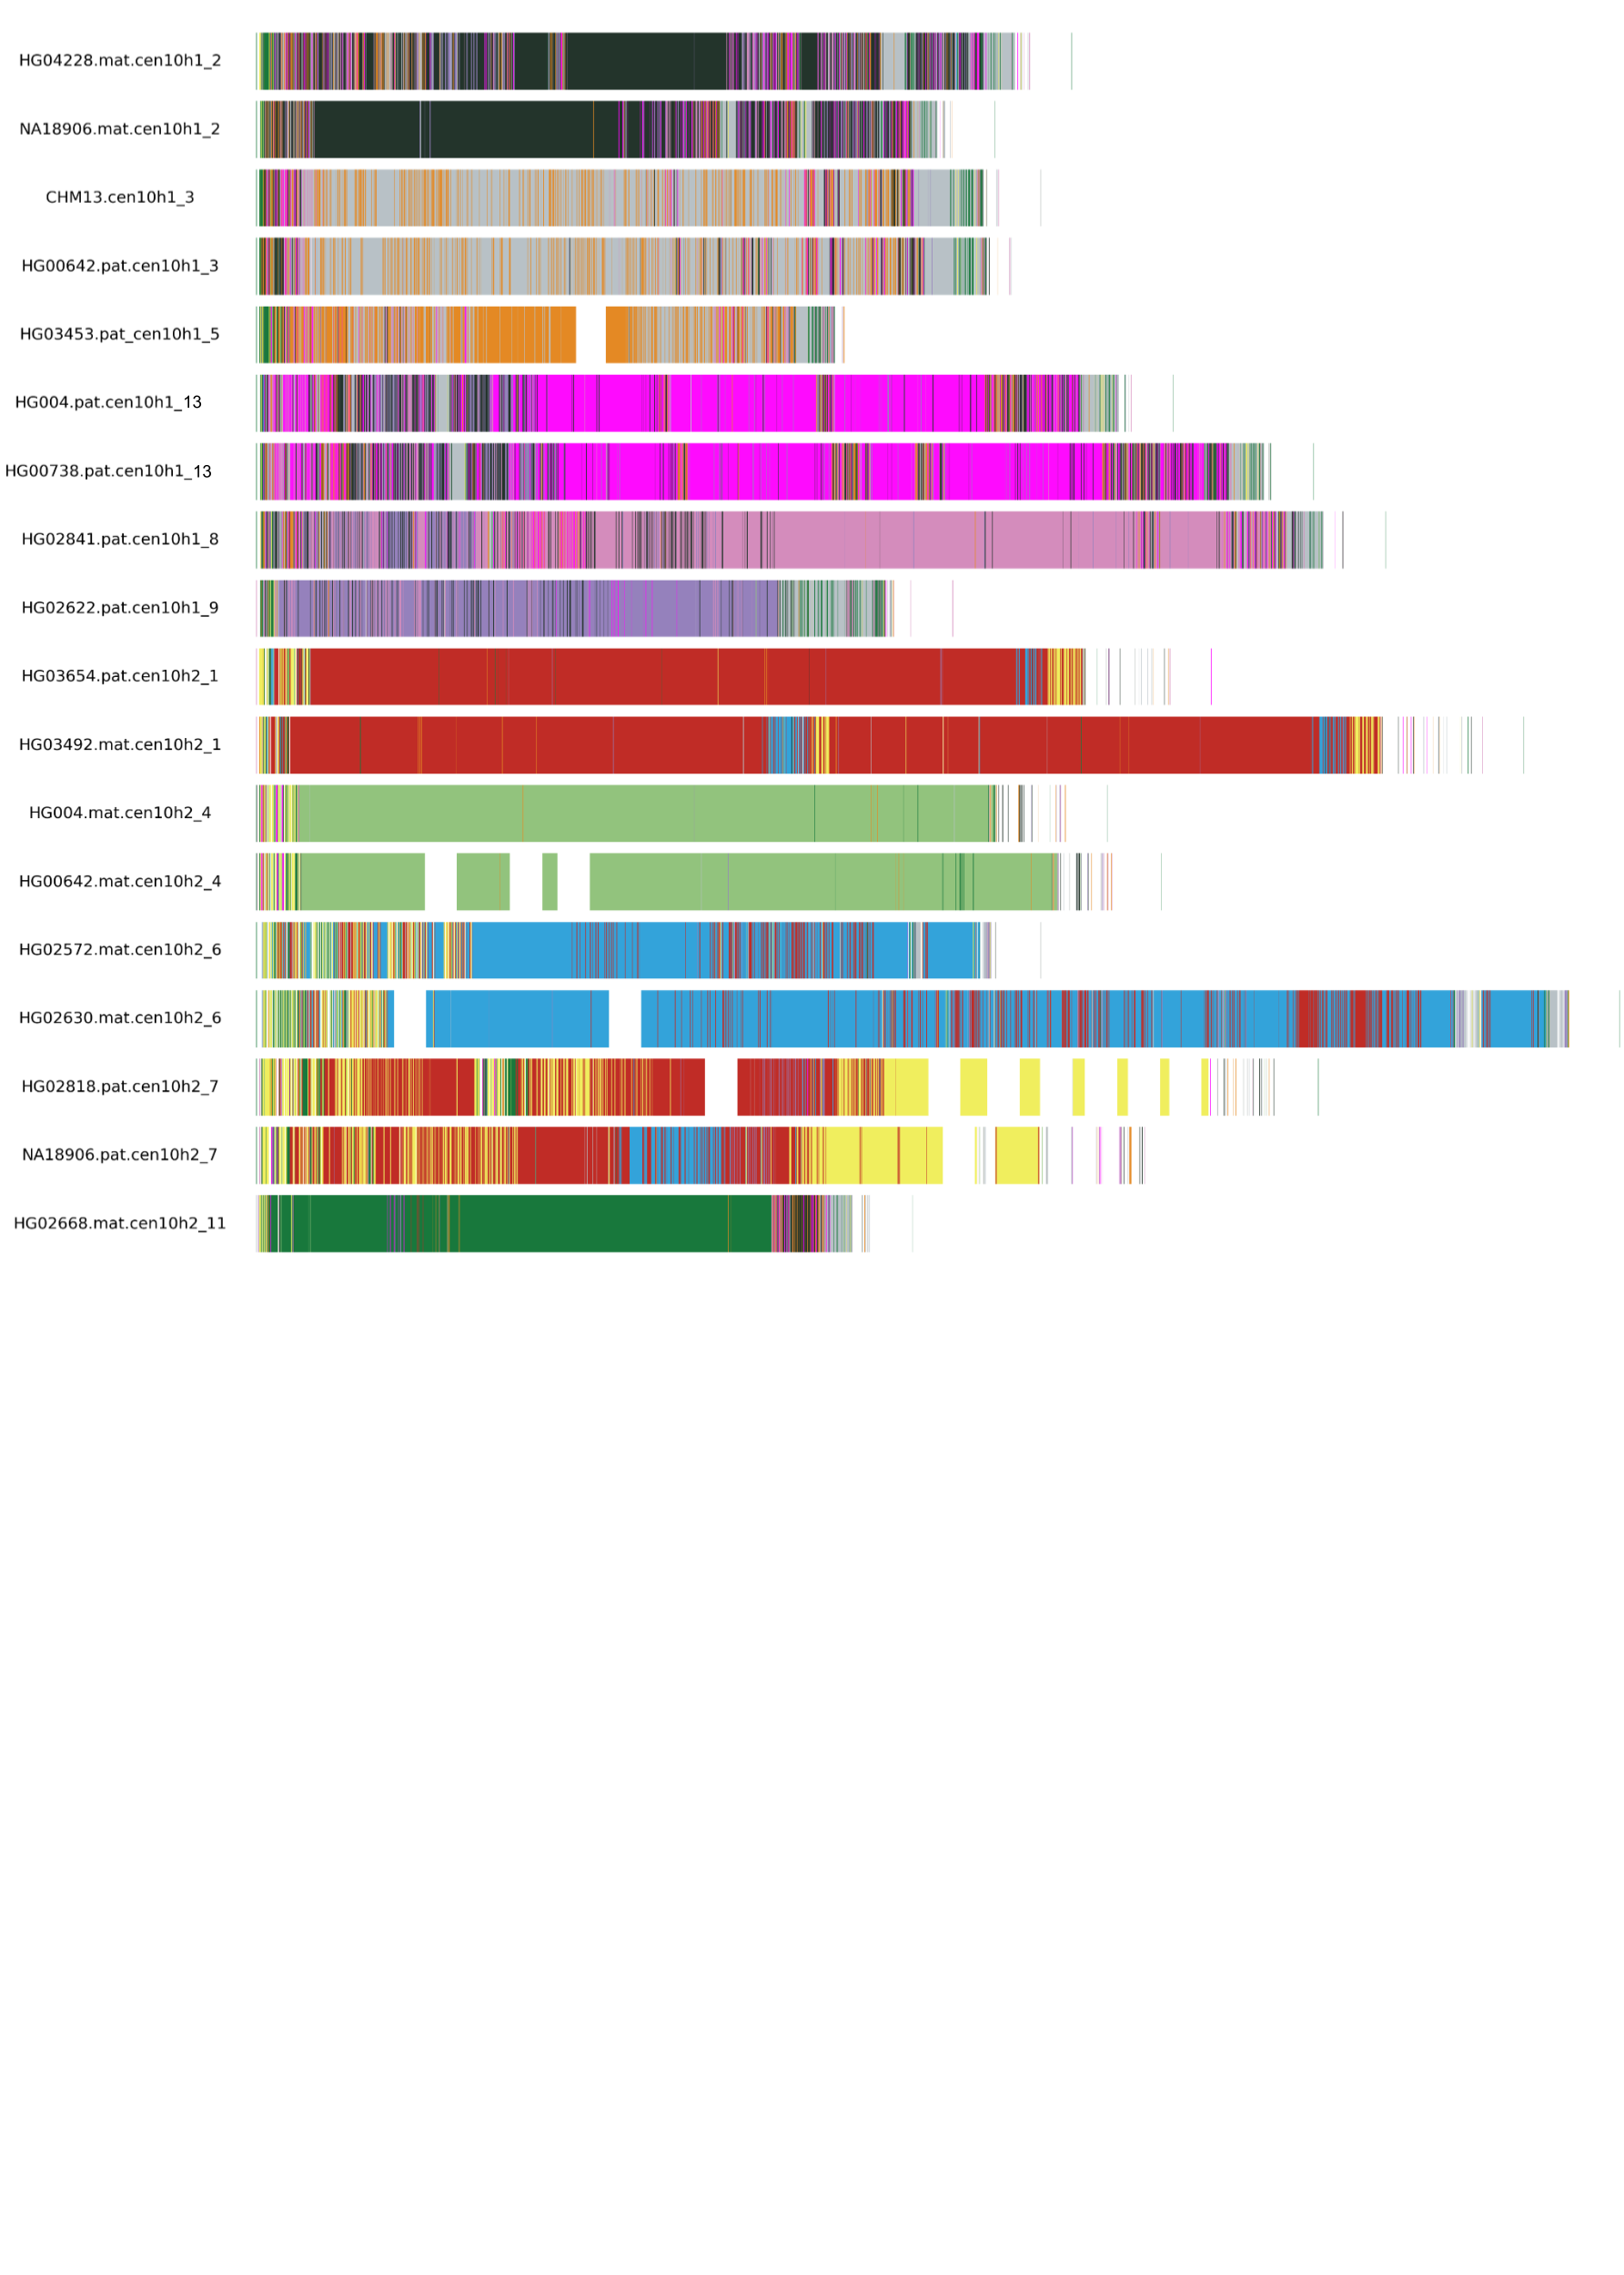 HG04228.mat.cen10h1_2
NA18906.mat.cen10h1_2
CHM13.cen10h1_3
HG00642.pat.cen10h1_3
HG03453.pat_cen10h1_5
HG004.pat.cen10h1_13
HG00738.pat.cen10h1_13
HG02841.pat.cen10h1_8
HG02622.pat.cen10h1_9
HG03654.pat.cen10h2_1
HG03492.mat.cen10h2_1
HG004.mat.cen10h2_4
HG00642.mat.cen10h2_4
HG02572.mat.cen10h2_6
HG02630.mat.cen10h2_6
HG02818.pat.cen10h2_7
NA18906.pat.cen10h2_7
HG02668.mat.cen10h2_11